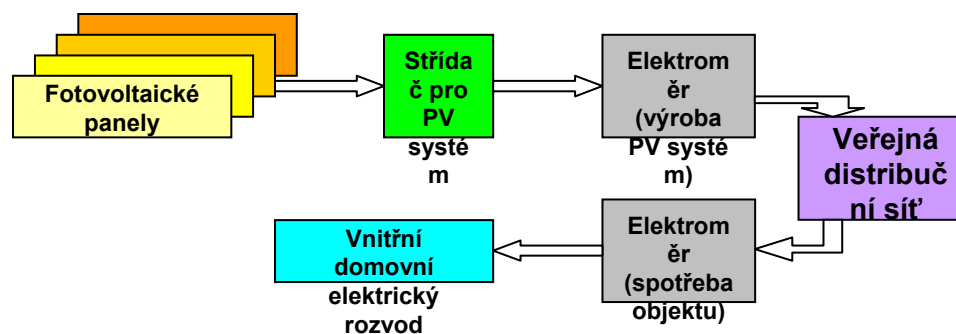 Fotovoltaické
panely
Střída
č pro
PV
systé
m
Elektrom
ěr
(výroba
PV systé
m)
Veřejná
distribuč
ní síť
Elektrom
ěr
(spotřeba
objektu)
Vnitřní
domovní
elektrický
rozvod